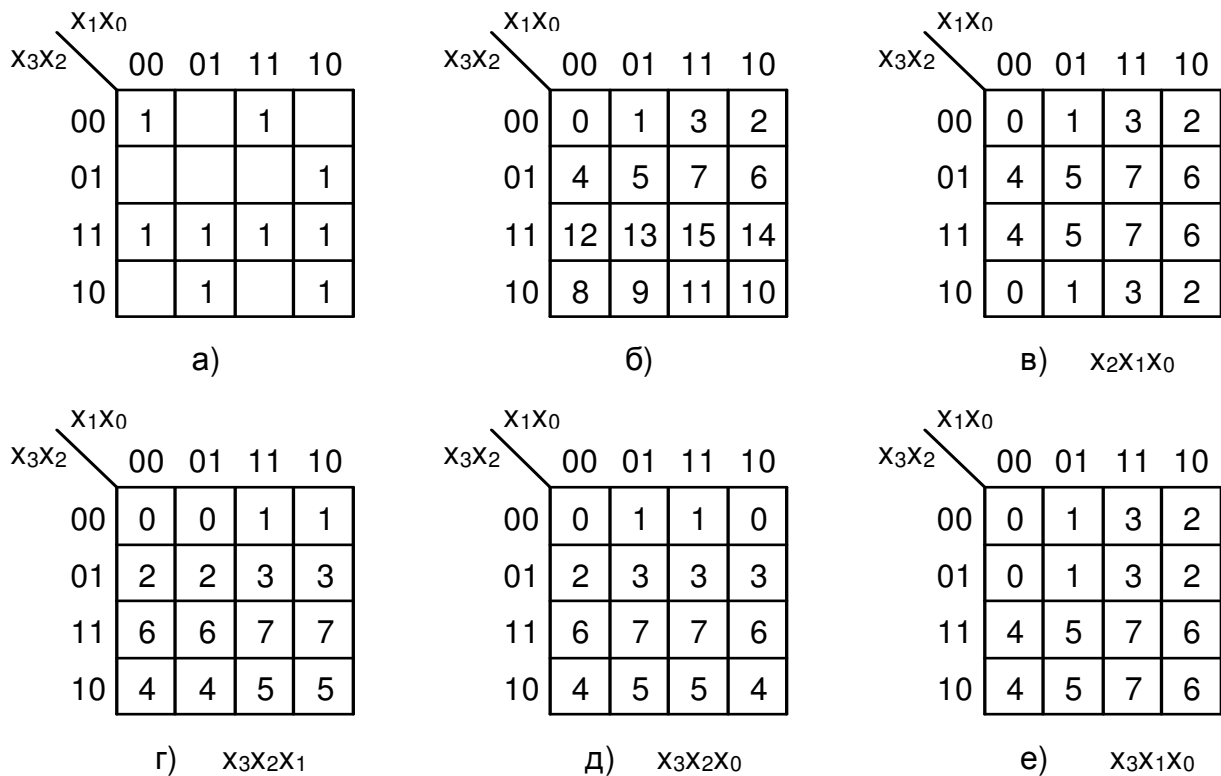 x₁x₀ x₁x₀ x₁x₀
x₃x₂ 00 01 11 10 x₃x₂ 00 01 11 10 x₃x₂ 00 01 11 10
00 1 1 00 0 1 3 2 00 0 1 3 2
01 1 01 4 5 7 6 01 4 5 7 6
11 1 1 1 1 11 12 13 15 14 11 4 5 7 6
10 1 1 10 8 9 11 10 10 0 1 3 2
а) б) в) x₂x₁x₀
x₁x₀ x₁x₀ x₁x₀
x₃x₂ 00 01 11 10 x₃x₂ 00 01 11 10 x₃x₂ 00 01 11 10
00 0 0 1 1 00 0 1 1 0 00 0 1 3 2
01 2 2 3 3 01 2 3 3 3 01 0 1 3 2
11 6 6 7 7 11 6 7 7 6 11 4 5 7 6
10 4 4 5 5 10 4 5 5 4 10 4 5 7 6
г) x₃x₂x₁ д) x₃x₂x₀ е) x₃x₁x₀